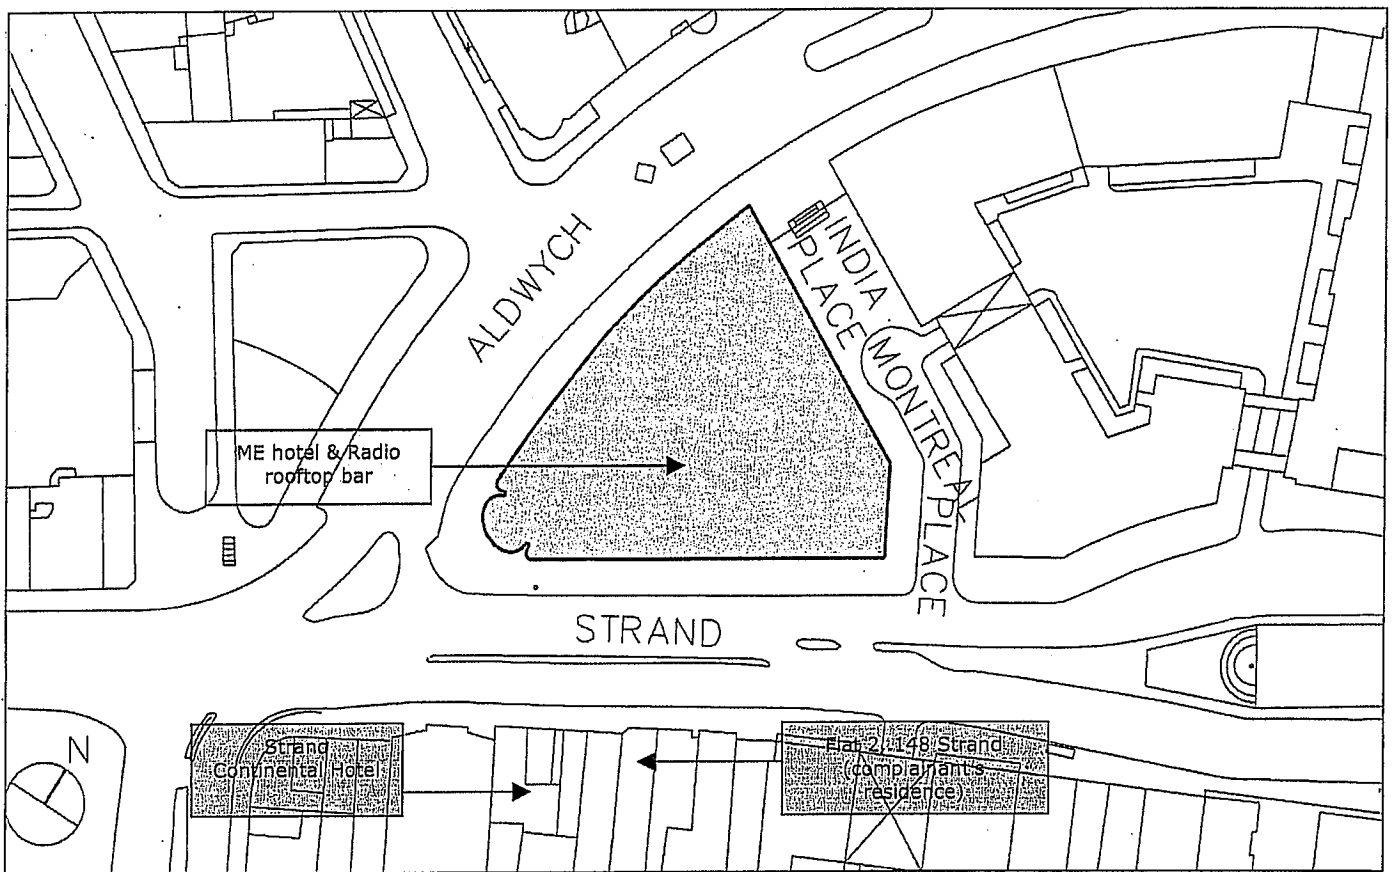 ALDWYCH
INDIA
PLACE
MONTREAL
PLACE
ME hotel & Radio
rooftop bar
STRAND
N
Strand
Continental Hotel
Flat 2, 148 Strand
(complainant's
residence)